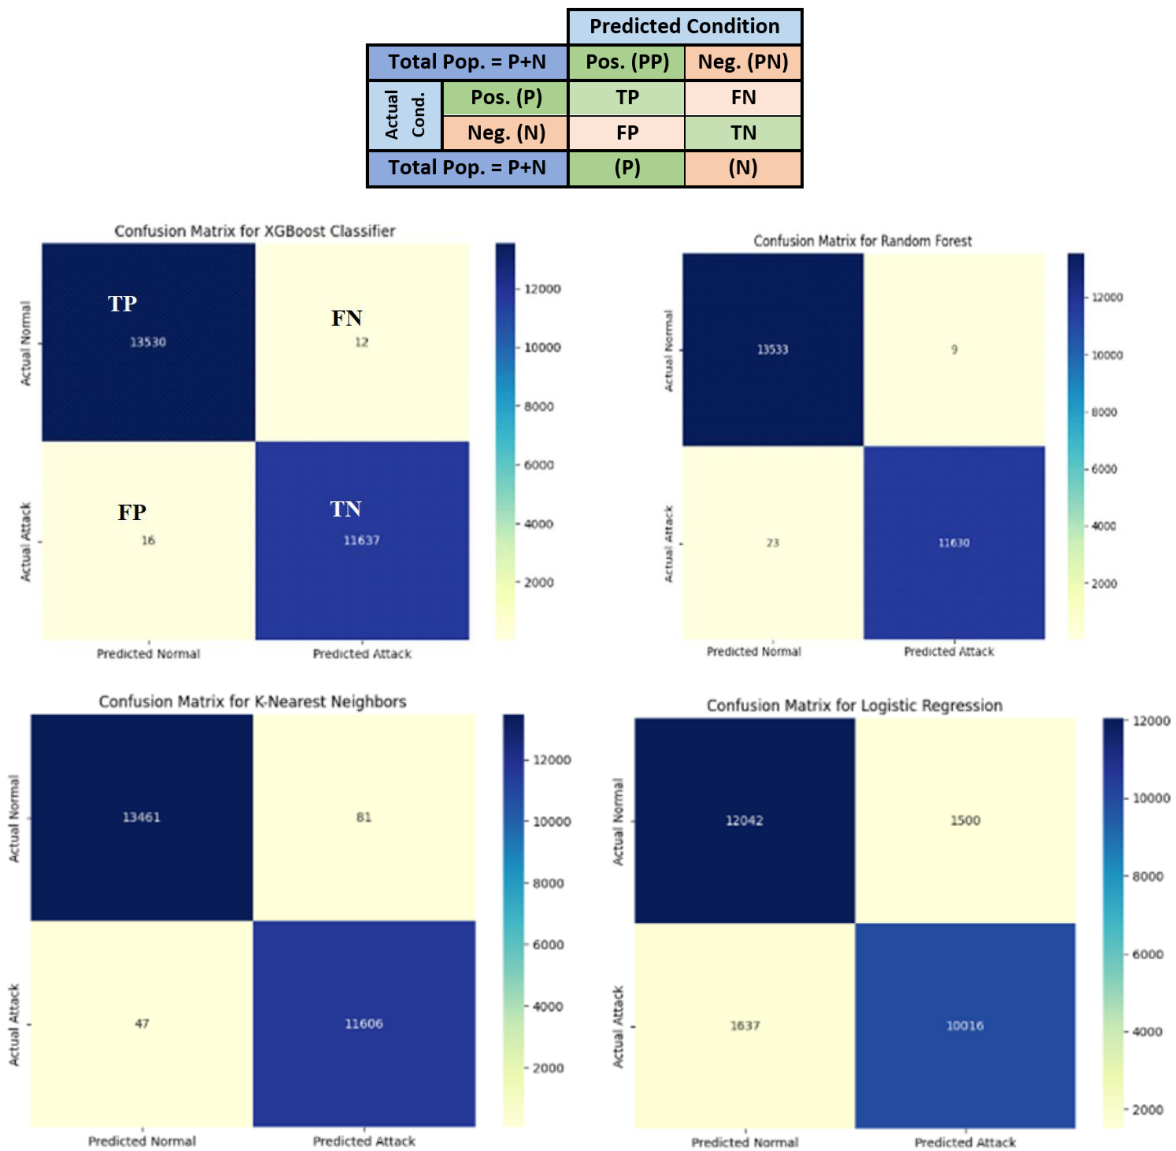 Predicted Condition
Total Pop. = P+N Pos. (PP) Neg. (PN)
Actual Cond. Pos. (P) TP FN
Neg. (N) FP TN
Total Pop. = P+N (P) (N)
Confusion Matrix for XGBoost Classifier
Actual Normal
TP
FN
13530 12
Actual Attack
FP
TN
16 11637
Predicted Normal Predicted Attack
12000
10000
8000
6000
4000
2000
Confusion Matrix for Random Forest
Actual Normal
13533 9
Actual Attack
23 11630
Predicted Normal Predicted Attack
12000
10000
8000
6000
4000
2000
Confusion Matrix for K-Nearest Neighbors
Actual Normal
13461 81
Actual Attack
47 11606
Predicted Normal Predicted Attack
12000
10000
8000
6000
4000
2000
Confusion Matrix for Logistic Regression
Actual Normal
12042 1500
Actual Attack
1637 10016
Predicted Normal Predicted Attack
12000
10000
8000
6000
4000
2000